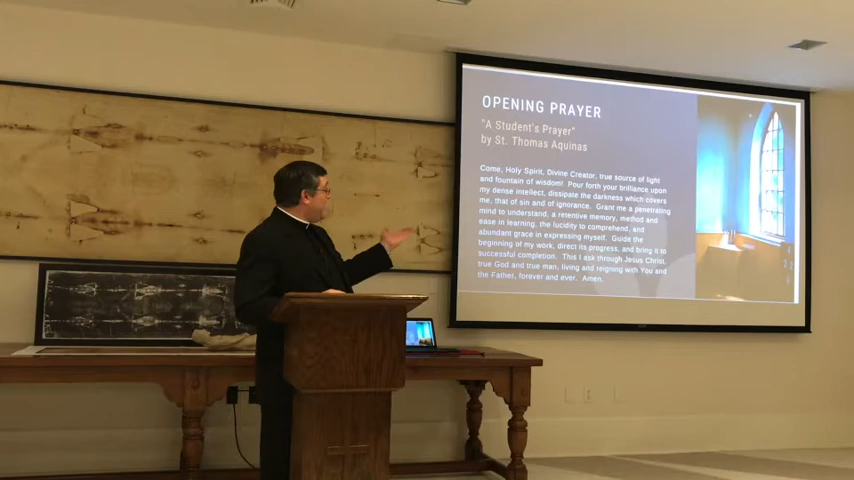 OPENING PRAYER
"A Student's Prayer"
by St. Thomas Aquinas
Come, Holy Spirit, Divine Creator, true source of light
and fountain of wisdom! Pour forth your brilliance upon
my dense intellect, dissipate the darkness which covers
me, that of sin and of ignorance. Grant me a penetrating
mind to understand, a retentive memory, method and
ease in learning, the lucidity to comprehend, and
abundant grace in expressing myself. Guide the
beginning of my work, direct its progress, and bring it to
successful completion. This I ask through Jesus Christ,
true God and true man, living and reigning with You and
the Father, forever and ever. Amen.